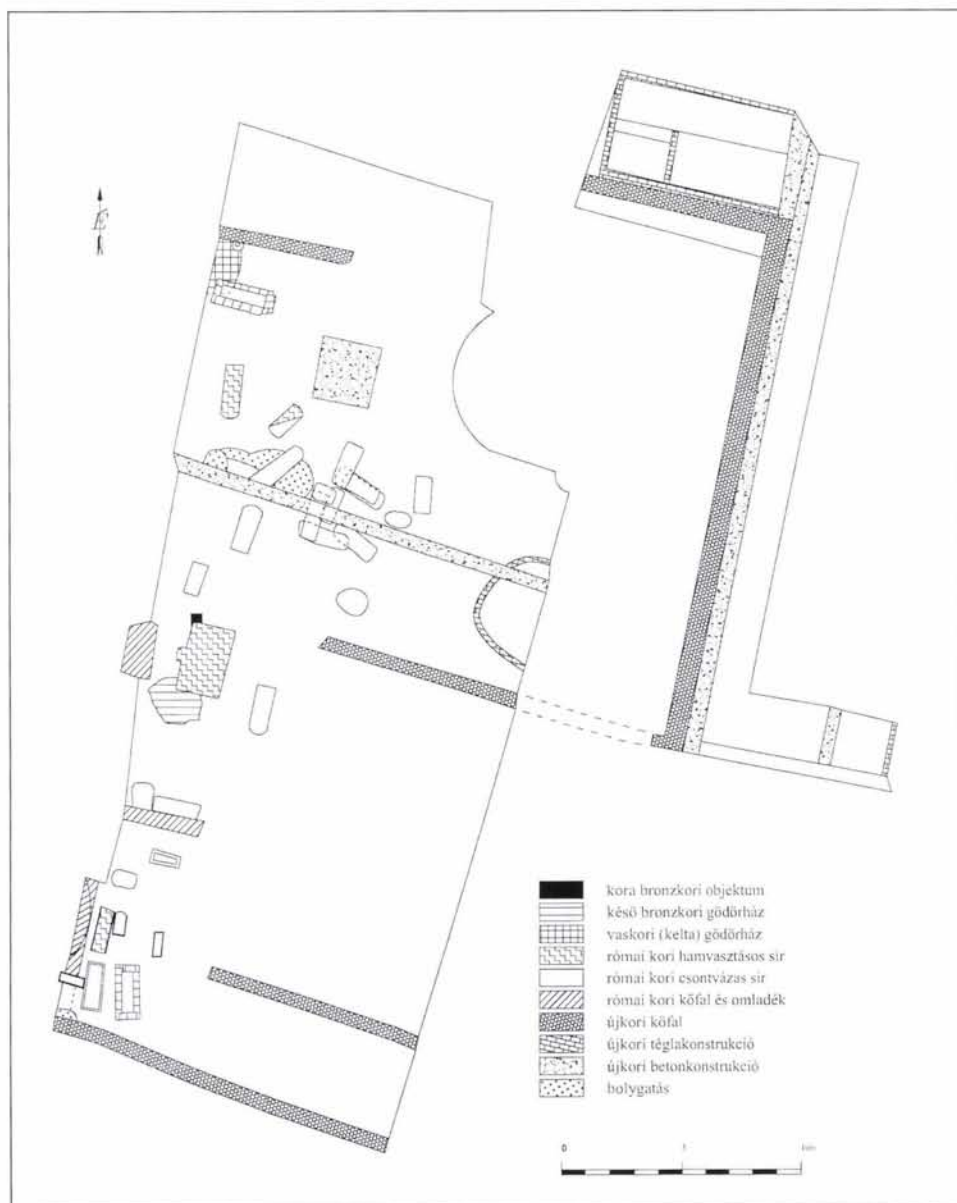 É
kora bronzkori objektum
késő bronzkori gödörház
vaskori (kelta) gödörház
római kori hamvasztásos sír
római kori csontvázas sír
római kori kőfal és omladék
újkori kőfal
újkori téglakonstrukció
újkori betonkonstrukció
bolygatás
0